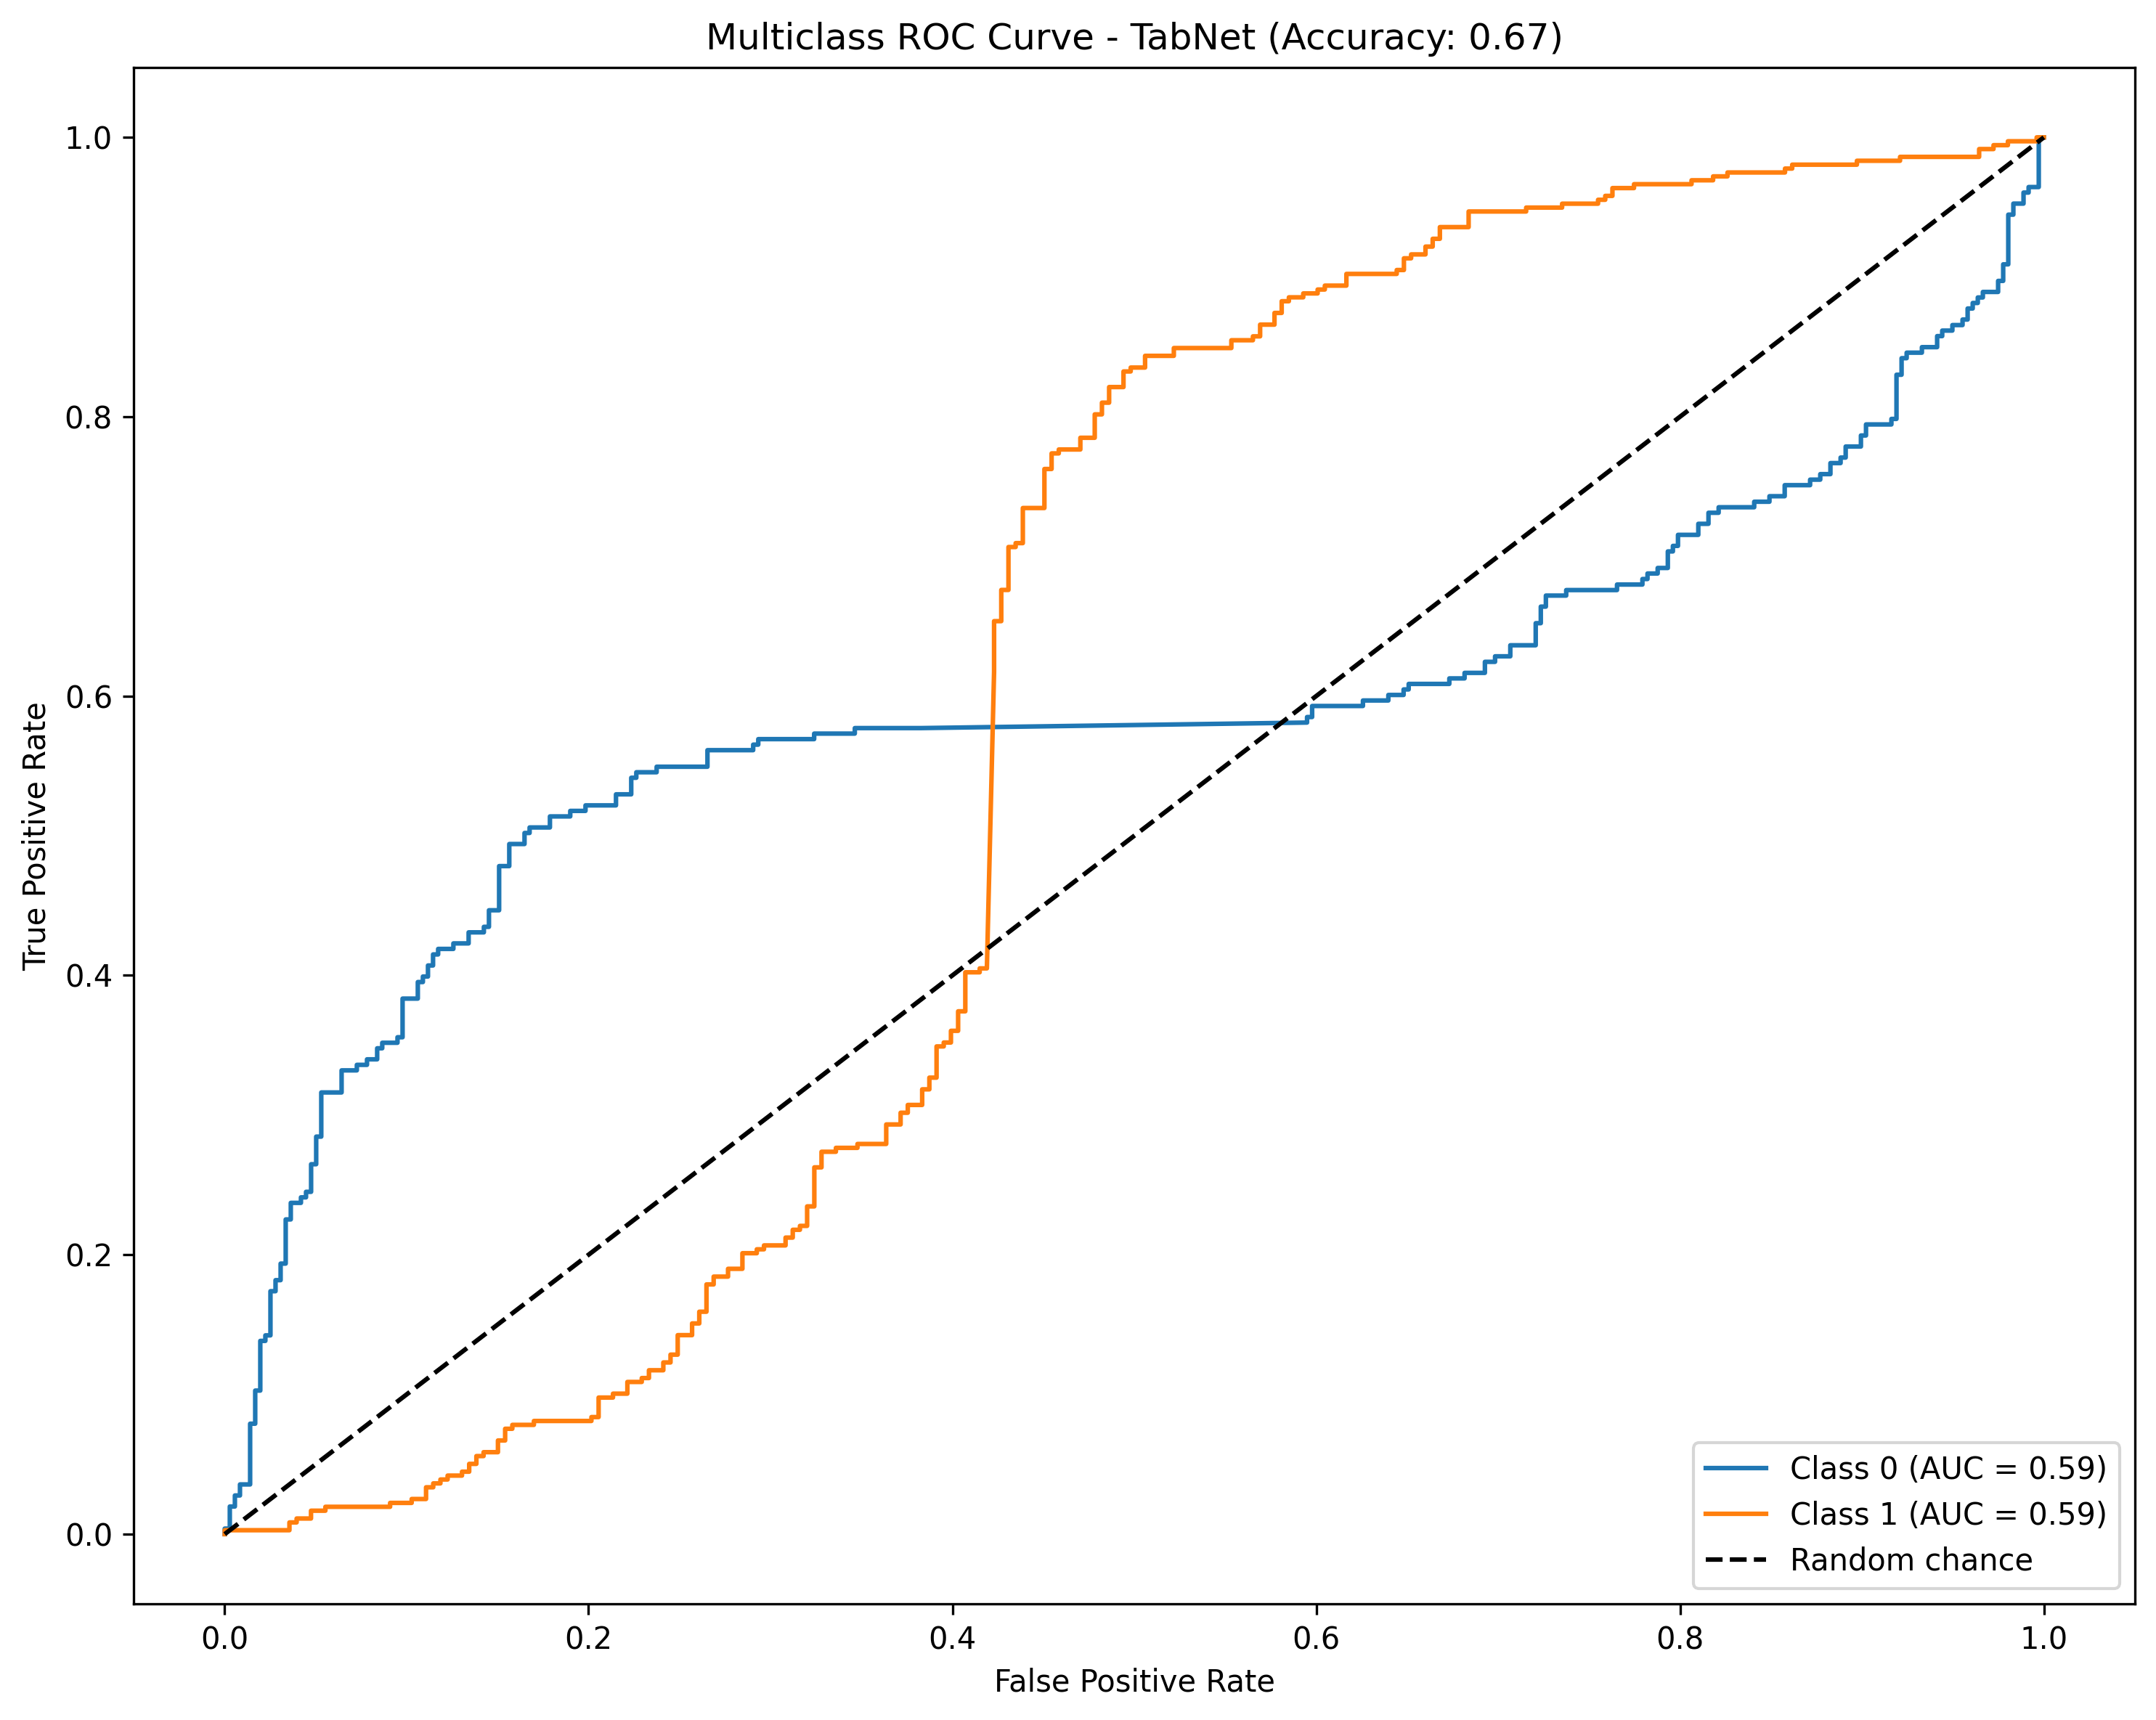 Multiclass ROC Curve - TabNet (Accuracy: 0.67)
1.0
0.8
0.6
0.4
0.2
0.0
True Positive Rate
Class 0 (AUC = 0.59)
Class 1 (AUC = 0.59)
Random chance
0.0 0.2 0.4 0.6 0.8 1.0
False Positive Rate